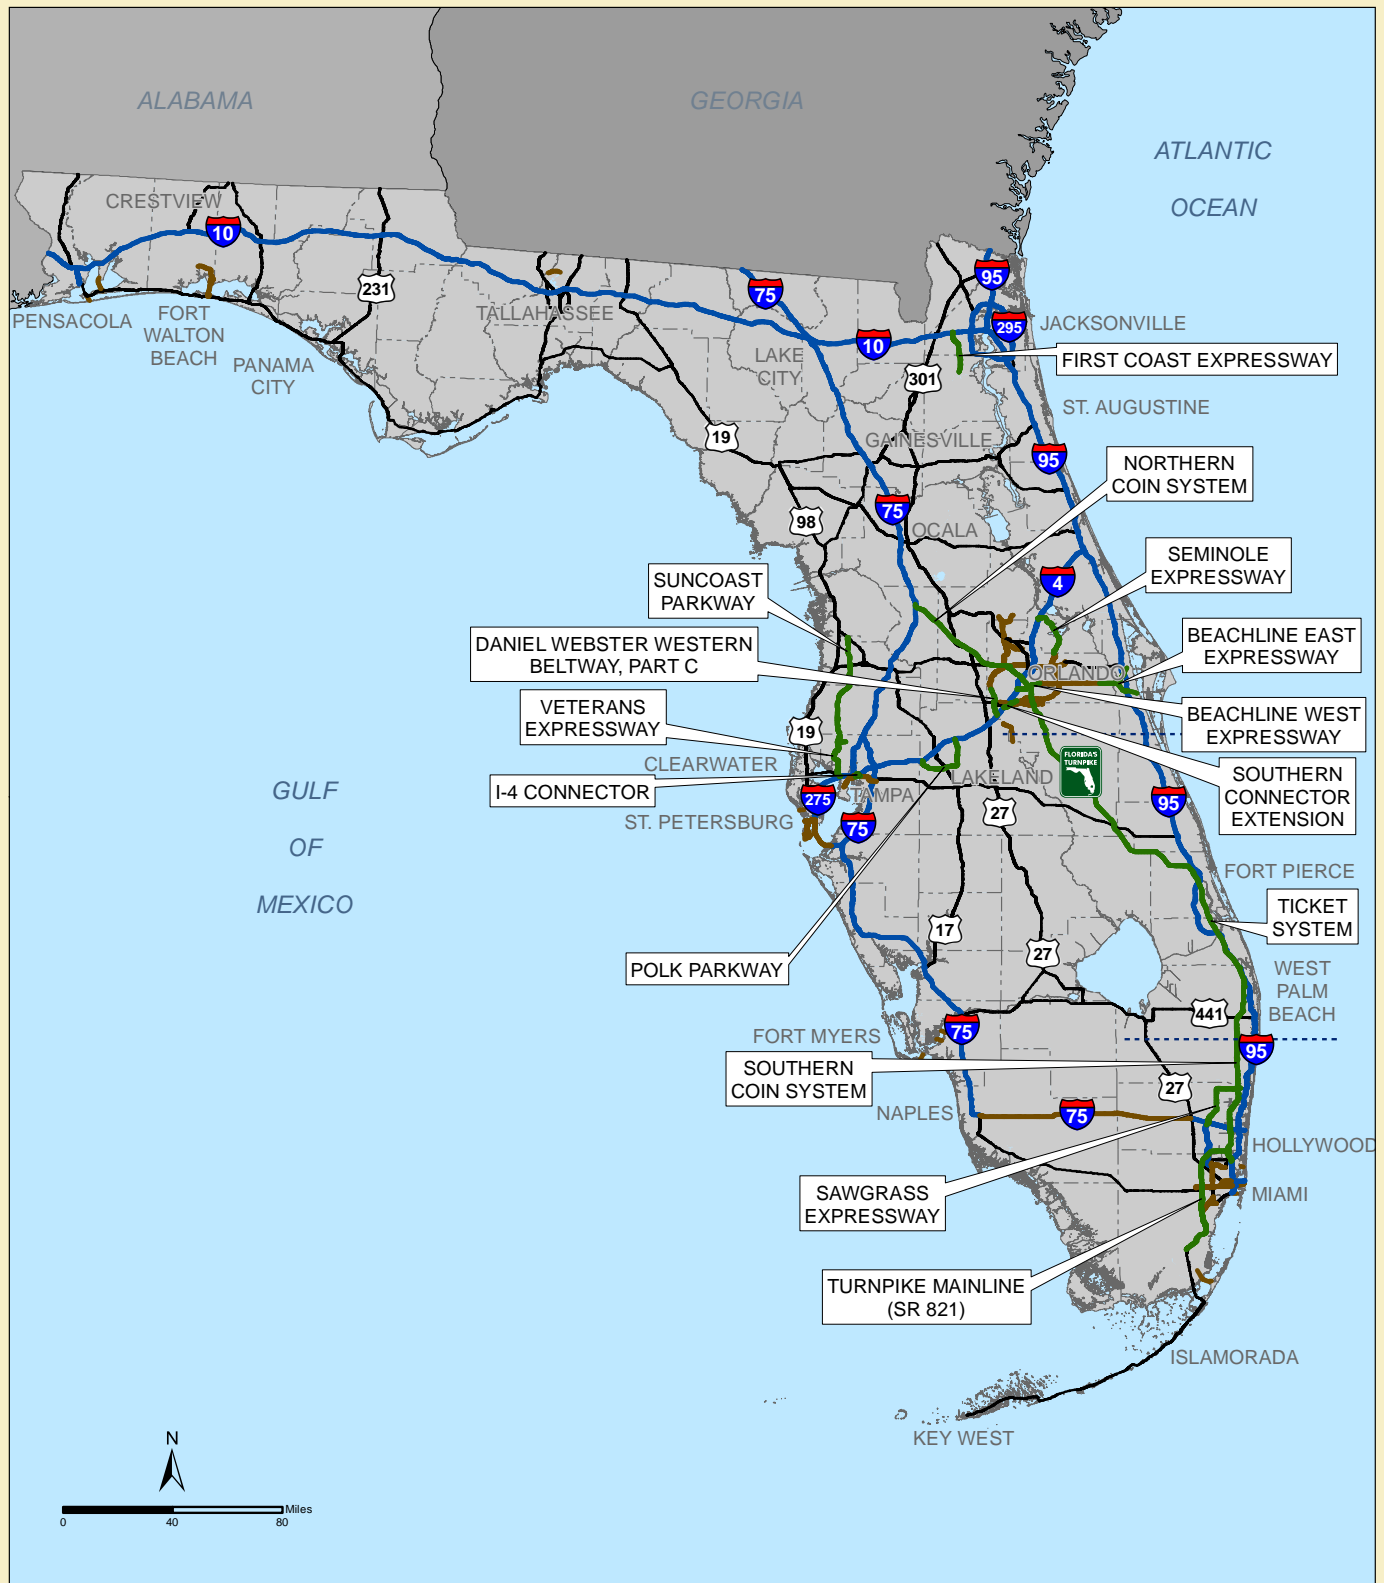 ALABAMA
GEORGIA
ATLANTIC
OCEAN
CRESTVIEW
10
231
PENSACOLA
FORT
WALTON
BEACH
PANAMA
CITY
TALLAHASSEE
75
LAKE
CITY
10
95
295
JACKSONVILLE
FIRST COAST EXPRESSWAY
301
ST. AUGUSTINE
19
GAINESVILLE
95
NORTHERN
COIN SYSTEM
75
98
OCALA
SEMINOLE
EXPRESSWAY
4
SUNCOAST
PARKWAY
DANIEL WEBSTER WESTERN
BELTWAY, PART C
BEACHLINE EAST
EXPRESSWAY
ORLANDO
VETERANS
EXPRESSWAY
19
BEACHLINE WEST
EXPRESSWAY
CLEARWATER
FLORIDA'S
TURNPIKE
LAKELAND
SOUTHERN
CONNECTOR
EXTENSION
I-4 CONNECTOR
275
TAMPA
95
GULF
OF
MEXICO
ST. PETERSBURG
75
27
FORT PIERCE
TICKET
SYSTEM
17
27
POLK PARKWAY
WEST
PALM
BEACH
441
FORT MYERS
75
95
SOUTHERN
COIN SYSTEM
27
NAPLES
75
HOLLYWOOD
SAWGRASS
EXPRESSWAY
MIAMI
TURNPIKE MAINLINE
(SR 821)
ISLAMORADA
KEY WEST
N
Miles
0 40 80